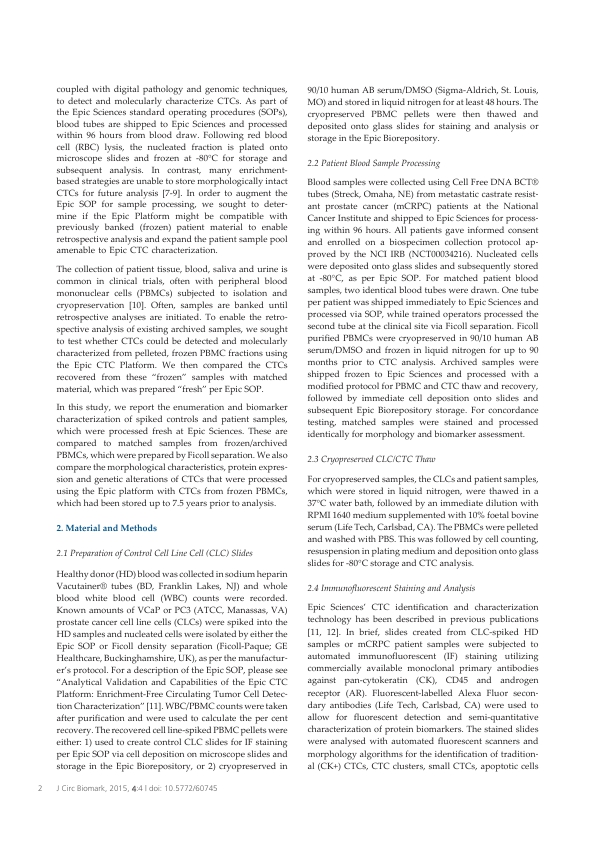 coupled with digital pathology and genomic techniques,
to detect and molecularly characterize CTCs. As part of
the Epic Sciences standard operating procedures (SOPs),
blood tubes are shipped to Epic Sciences and processed
within 96 hours from blood draw. Following red blood
cell (RBC) lysis, the nucleated fraction is plated onto
microscope slides and frozen at -80°C for storage and
subsequent analysis. In contrast, many enrichment-
based strategies are unable to store morphologically intact
CTCs for future analysis [7-9]. In order to augment the
Epic SOP for sample processing, we sought to deter-
mine if the Epic Platform might be compatible with
previously banked (frozen) patient material to enable
retrospective analysis and expand the patient sample pool
amenable to Epic CTC characterization.
The collection of patient tissue, blood, saliva and urine is
common in clinical trials, often with peripheral blood
mononuclear cells (PBMCs) subjected to isolation and
cryopreservation [10]. Often, samples are banked until
retrospective analyses are initiated. To enable the retro-
spective analysis of existing archived samples, we sought
to test whether CTCs could be detected and molecularly
characterized from pelleted, frozen PBMC fractions using
the Epic CTC Platform. We then compared the CTCs
recovered from these “frozen” samples with matched
material, which was prepared “fresh” per Epic SOP.
In this study, we report the enumeration and biomarker
characterization of spiked controls and patient samples,
which were processed fresh at Epic Sciences. These are
compared to matched samples from frozen/archived
PBMCs, which were prepared by Ficoll separation. We also
compare the morphological characteristics, protein expres-
sion and genetic alterations of CTCs that were processed
using the Epic platform with CTCs from frozen PBMCs,
which had been stored up to 7.5 years prior to analysis.
2. Material and Methods
2.1 Preparation of Control Cell Line Cell (CLC) Slides
Healthy donor (HD) blood was collected in sodium heparin
Vacutainer® tubes (BD, Franklin Lakes, NJ) and whole
blood white blood cell (WBC) counts were recorded.
Known amounts of VCaP or PC3 (ATCC, Manassas, VA)
prostate cancer cell line cells (CLCs) were spiked into the
HD samples and nucleated cells were isolated by either the
Epic SOP or Ficoll density separation (Ficoll-Paque; GE
Healthcare, Buckinghamshire, UK), as per the manufactur-
er’s protocol. For a description of the Epic SOP, please see
“Analytical Validation and Capabilities of the Epic CTC
Platform: Enrichment-Free Circulating Tumor Cell Detec-
tion Characterization” [11]. WBC/PBMC counts were taken
after purification and were used to calculate the per cent
recovery. The recovered cell line-spiked PBMC pellets were
either: 1) used to create control CLC slides for IF staining
per Epic SOP via cell deposition on microscope slides and
storage in the Epic Biorepository, or 2) cryopreserved in
90/10 human AB serum/DMSO (Sigma-Aldrich, St. Louis,
MO) and stored in liquid nitrogen for at least 48 hours. The
cryopreserved PBMC pellets were then thawed and
deposited onto glass slides for staining and analysis or
storage in the Epic Biorepository.
2.2 Patient Blood Sample Processing
Blood samples were collected using Cell Free DNA BCT®
tubes (Streck, Omaha, NE) from metastatic castrate resist-
ant prostate cancer (mCRPC) patients at the National
Cancer Institute and shipped to Epic Sciences for process-
ing within 96 hours. All patients gave informed consent
and enrolled on a biospecimen collection protocol ap-
proved by the NCI IRB (NCT00034216). Nucleated cells
were deposited onto glass slides and subsequently stored
at -80°C, as per Epic SOP. For matched patient blood
samples, two identical blood tubes were drawn. One tube
per patient was shipped immediately to Epic Sciences and
processed via SOP, while trained operators processed the
second tube at the clinical site via Ficoll separation. Ficoll
purified PBMCs were cryopreserved in 90/10 human AB
serum/DMSO and frozen in liquid nitrogen for up to 90
months prior to CTC analysis. Archived samples were
shipped frozen to Epic Sciences and processed with a
modified protocol for PBMC and CTC thaw and recovery,
followed by immediate cell deposition onto slides and
subsequent Epic Biorepository storage. For concordance
testing, matched samples were stained and processed
identically for morphology and biomarker assessment.
2.3 Cryopreserved CLC/CTC Thaw
For cryopreserved samples, the CLCs and patient samples,
which were stored in liquid nitrogen, were thawed in a
37°C water bath, followed by an immediate dilution with
RPMI 1640 medium supplemented with 10% foetal bovine
serum (Life Tech, Carlsbad, CA). The PBMCs were pelleted
and washed with PBS. This was followed by cell counting,
resuspension in plating medium and deposition onto glass
slides for -80°C storage and CTC analysis.
2.4 Immunofluorescent Staining and Analysis
Epic Sciences’ CTC identification and characterization
technology has been described in previous publications
[11, 12]. In brief, slides created from CLC-spiked HD
samples or mCRPC patient samples were subjected to
automated immunofluorescent (IF) staining utilizing
commercially available monoclonal primary antibodies
against pan-cytokeratin (CK), CD45 and androgen
receptor (AR). Fluorescent-labelled Alexa Fluor secon-
dary antibodies (Life Tech, Carlsbad, CA) were used to
allow for fluorescent detection and semi-quantitative
characterization of protein biomarkers. The stained slides
were analysed with automated fluorescent scanners and
morphology algorithms for the identification of tradition-
al (CK+) CTCs, CTC clusters, small CTCs, apoptotic cells
2 J Circ Biomark, 2015, 4:4 | doi: 10.5772/60745